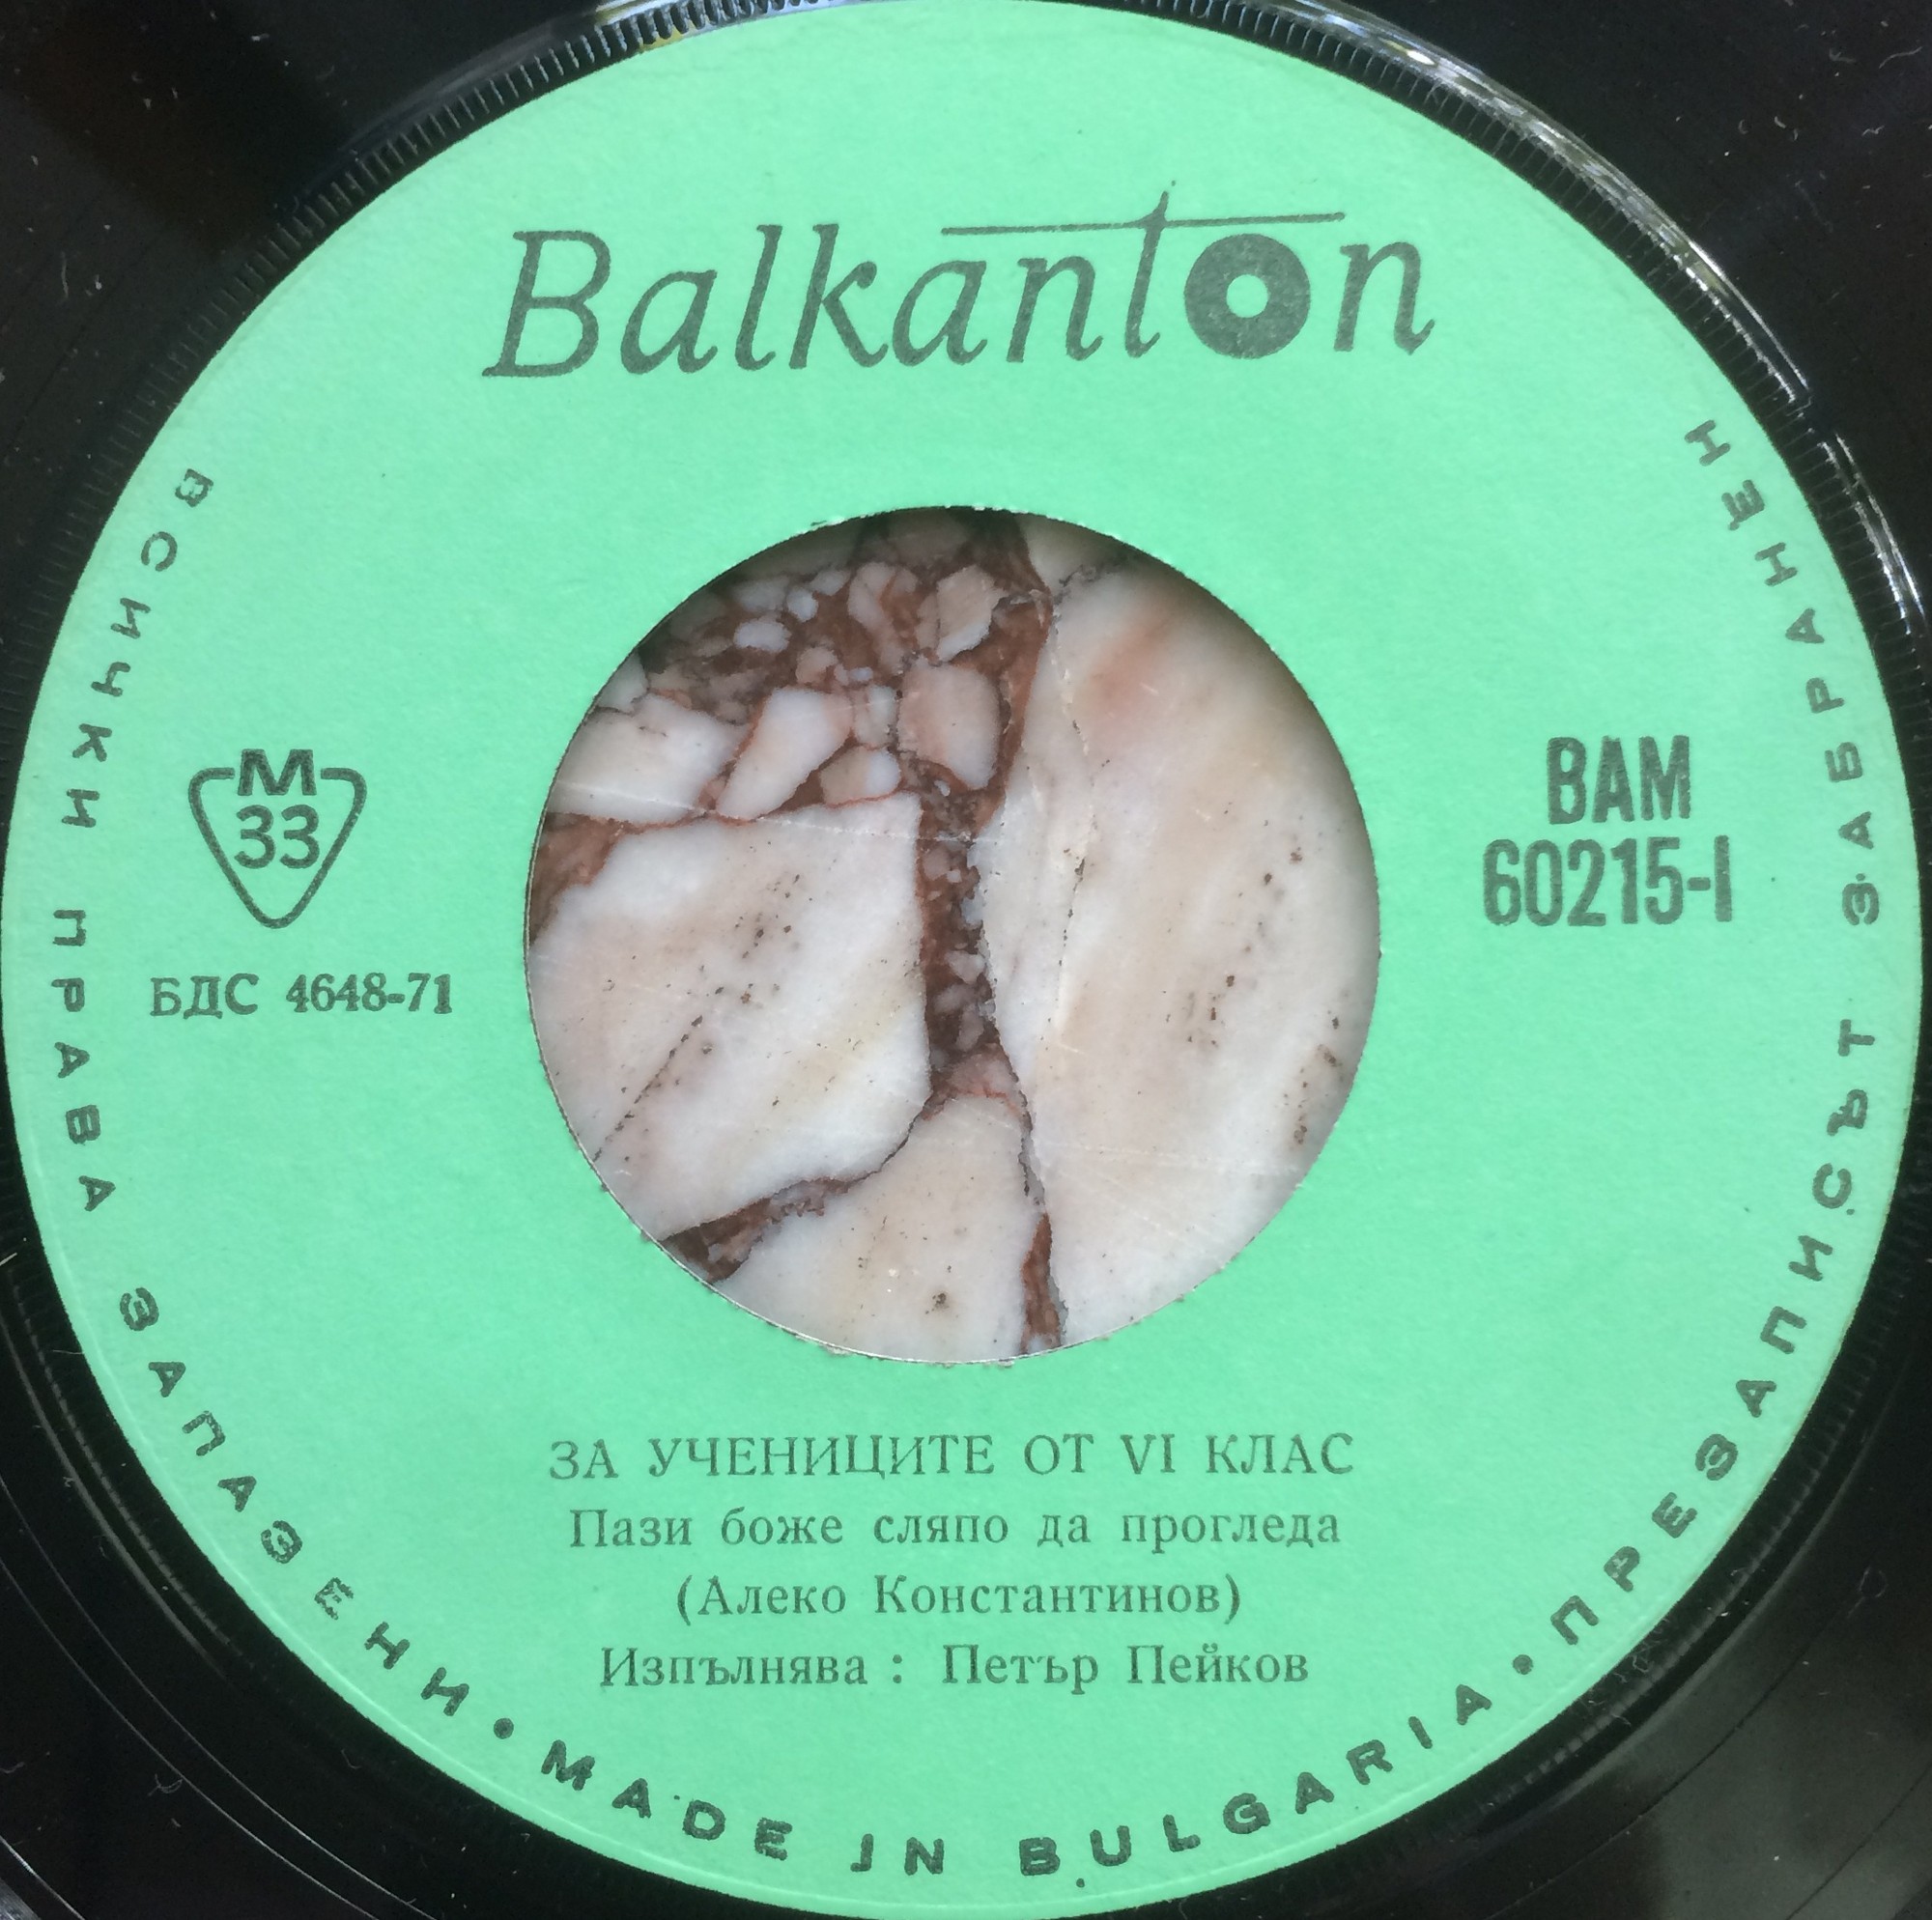 Balkanton
M
33
БДС 4648-71
ВАМ
60215-I
ЗА УЧЕНИЦИТЕ ОТ VI КЛАС
Пази боже сляпо да прогледа
(Алеко Константинов)
Изпълнява : Петър Пейков
ВСИЧКИ ПРАВА ЗАПАЗЕНИ • MADE IN BULGARIA • ПРЕЗАПИСЪТ ЗАБРАНЕН